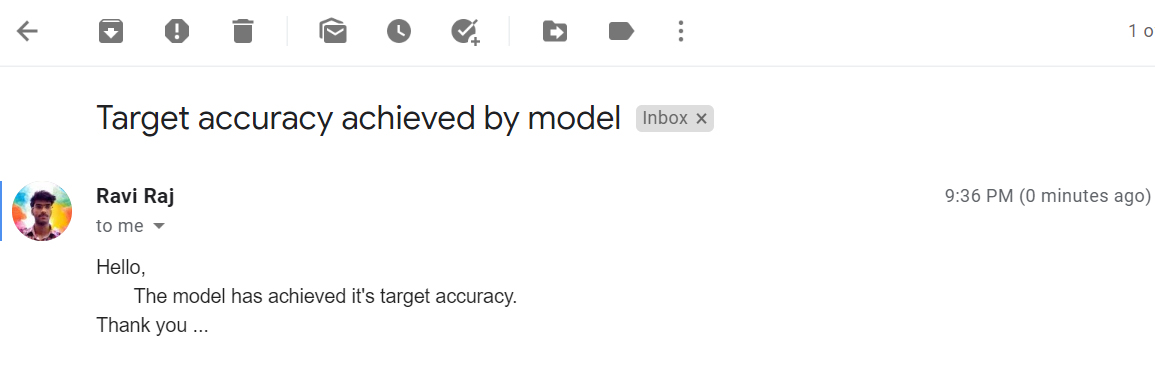 1 o
Target accuracy achieved by model Inbox x
Ravi Raj 9:36 PM (0 minutes ago)
to me
Hello,
The model has achieved it's target accuracy.
Thank you ...